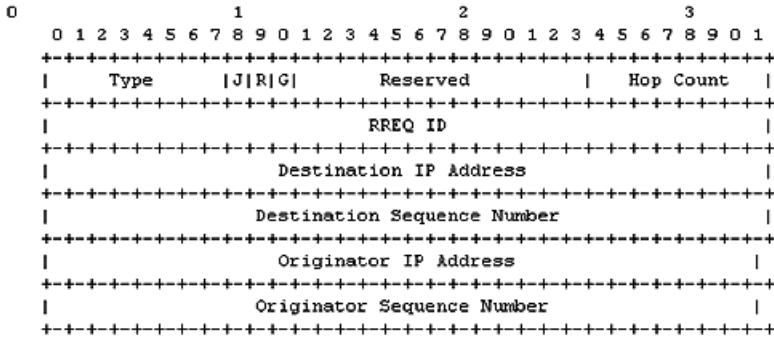 0                   1                   2                   3
    0 1 2 3 4 5 6 7 8 9 0 1 2 3 4 5 6 7 8 9 0 1 2 3 4 5 6 7 8 9 0 1
   +-+-+-+-+-+-+-+-+-+-+-+-+-+-+-+-+-+-+-+-+-+-+-+-+-+-+-+-+-+-+-+-+
   |     Type      |J|R|G|       Reserved          |   Hop Count   |
   +-+-+-+-+-+-+-+-+-+-+-+-+-+-+-+-+-+-+-+-+-+-+-+-+-+-+-+-+-+-+-+-+
   |                            RREQ ID                            |
   +-+-+-+-+-+-+-+-+-+-+-+-+-+-+-+-+-+-+-+-+-+-+-+-+-+-+-+-+-+-+-+-+
   |                    Destination IP Address                     |
   +-+-+-+-+-+-+-+-+-+-+-+-+-+-+-+-+-+-+-+-+-+-+-+-+-+-+-+-+-+-+-+-+
   |                  Destination Sequence Number                  |
   +-+-+-+-+-+-+-+-+-+-+-+-+-+-+-+-+-+-+-+-+-+-+-+-+-+-+-+-+-+-+-+-+
   |                    Originator IP Address                     |
   +-+-+-+-+-+-+-+-+-+-+-+-+-+-+-+-+-+-+-+-+-+-+-+-+-+-+-+-+-+-+-+-+
   |                  Originator Sequence Number                  |
   +-+-+-+-+-+-+-+-+-+-+-+-+-+-+-+-+-+-+-+-+-+-+-+-+-+-+-+-+-+-+-+-+